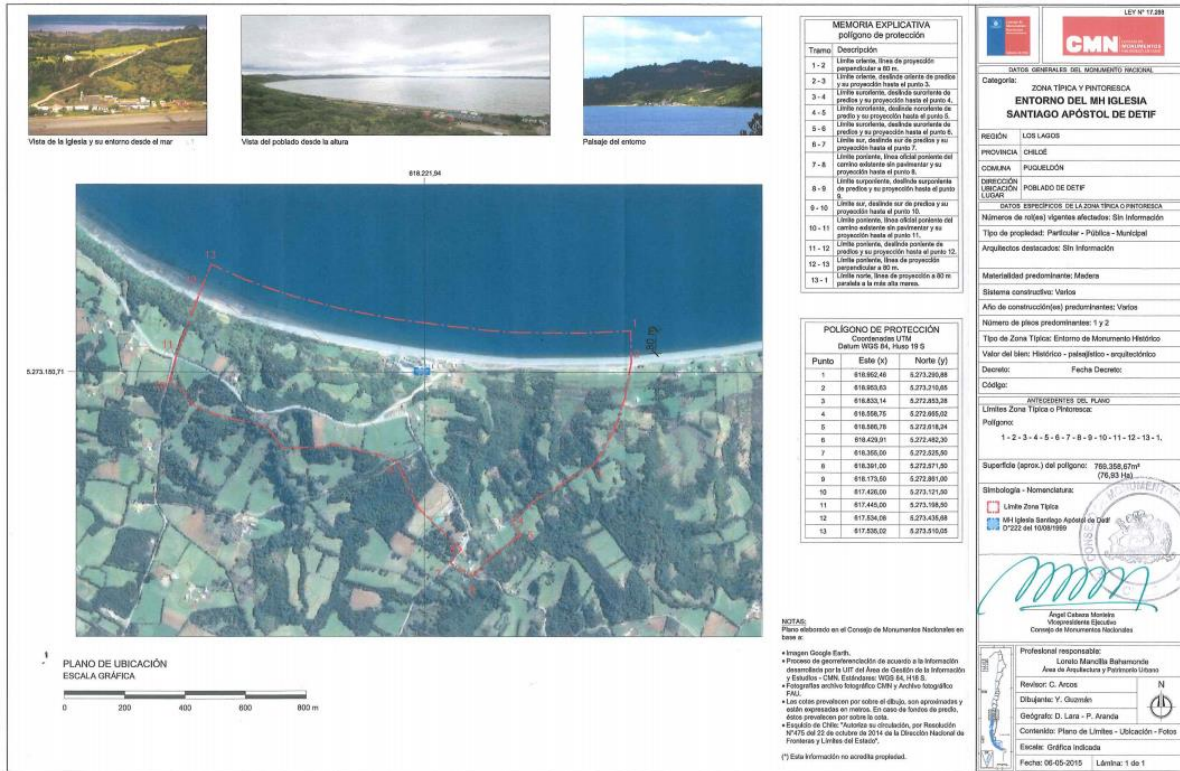 Vista de la Iglesia y su entorno desde el mar
Vista del poblado desde la altura
Paisaje del entorno
618.221,94
5.273.180,71
80,0
PLANO DE UBICACIÓN
ESCALA GRÁFICA
0 200 400 600 800 m
MEMORIA EXPLICATIVA
polígono de protección
Tramo Descripción
1 - 2 Límite oriente, línea de proyección
perpendicular a 80 m.
2 - 3 Límite oriente, deslinde oriente de predios
y su proyección hasta el punto 3.
3 - 4 Límite suroriente, deslinde suroriente de
predios y su proyección hasta el punto 4.
4 - 5 Límite nororiente, deslinde nororiente de
predio y su proyección hasta el punto 5.
5 - 6 Límite suroriente, deslinde suroriente de
predios y su proyección hasta el punto 6.
6 - 7 Límite sur, deslinde sur de predios y su
proyección hasta el punto 7.
7 - 8 Límite poniente, línea oficial poniente del
camino existente sin pavimentar y su
proyección hasta el punto 8.
8 - 9 Límite surponiente, deslinde surponiente
de predios y su proyección hasta el punto
9.
9 - 10 Límite sur, deslinde sur de predios y su
proyección hasta el punto 10.
10 - 11 Límite poniente, línea oficial poniente del
camino existente sin pavimentar y su
proyección hasta el punto 11.
11 - 12 Límite poniente, deslinde poniente de
predios y su proyección hasta el punto 12.
12 - 13 Límite poniente, línea de proyección
perpendicular a 80 m.
13 - 1 Límite norte, línea de proyección a 80 m
paralela a la más alta marea.
POLÍGONO DE PROTECCIÓN
Coordenadas UTM
Datum WGS 84, Huso 19 S
Punto Este (x) Norte (y)
1 618.952,46
2
3 618.833,14 5.272.853,28
4 618.558,75 5.272.665,02
5 5.272.618,24
6 618.429,91 5.272.482,30
7 618.355,00 5.272.525,50
8 618.391,00 5.272.571,50
9 618.173,50
10 617.426,00 5.273.121,50
11 617.445,00 5.273.168,50
12 5.273.435,68
13 617.536,02 5.273.510,05
NOTAS:
Plano elaborado en el Consejo de Monumentos Nacionales en
base a:
• Imagen Google Earth.
• Proceso de georreferenciación de acuerdo a la información
desarrollada por la UIT del Área de Gestión de la Información
y Estudios - CMN. Estándares: WGS 84, H18 S.
• Fotografías archivo fotográfico CMN y Archivo fotográfico
FAU.
• Las cotas prevalecen por sobre el dibujo, son aproximadas y
están expresadas en metros. En caso de fondos de predio,
éstos prevalecen por sobre la cota.
• Esquicio de Chile: "Autoriza su circulación, por Resolución
N°475 del 22 de octubre de 2014 de la Dirección Nacional de
Fronteras y Límites del Estado".
(*) Esta información no acredita propiedad.
LEY N° 17.288
CMN CONSEJO DE MONUMENTOS
DATOS GENERALES DEL MONUMENTO NACIONAL
Categoría:
ZONA TÍPICA Y PINTORESCA
ENTORNO DEL MH IGLESIA
SANTIAGO APÓSTOL DE DETIF
REGIÓN LOS LAGOS
PROVINCIA CHILOÉ
COMUNA PUQUELDÓN
DIRECCIÓN
UBICACIÓN POBLADO DE DETIF
LUGAR
DATOS ESPECÍFICOS DE LA ZONA TÍPICA O PINTORESCA
Números de rol(es) vigentes afectados: Sin Información
Tipo de propiedad: Particular - Pública - Municipal
Arquitectos destacados: Sin Información
Materialidad predominante: Madera
Sistema constructivo: Varios
Año de construcción(es) predominantes: Varios
Número de pisos predominantes: 1 y 2
Tipo de Zona Típica: Entorno de Monumento Histórico
Valor del bien: Histórico - paisajístico - arquitectónico
Decreto: Fecha Decreto:
Código:
ANTECEDENTES DEL PLANO
Límites Zona Típica o Pintoresca:
Polígono:
1 - 2 - 3 - 4 - 5 - 6 - 7 - 8 - 9 - 10 - 11 - 12 - 13 - 1.
Superficie (aprox.) del polígono: 769.358,67m²
(76,93 Ha)
Simbología - Nomenclatura:
Límite Zona Típica
MH Iglesia Santiago Apóstol de Detif
D°222 del 10/08/1999
Ángel Cabeza Monteira
Vicepresidente Ejecutivo
Consejo de Monumentos Nacionales
Profesional responsable:
Loreto Mancilla Bahamonde
Área de Arquitectura y Patrimonio Urbano
Revisor: C. Arcos
N
Dibujante: Y. Guzmán
Geógrafo: D. Lara - P. Aranda
Contenido: Plano de Límites - Ubicación - Fotos
Escala: Gráfica Indicada
Fecha: 06-05-2015 Lámina: 1 de 1